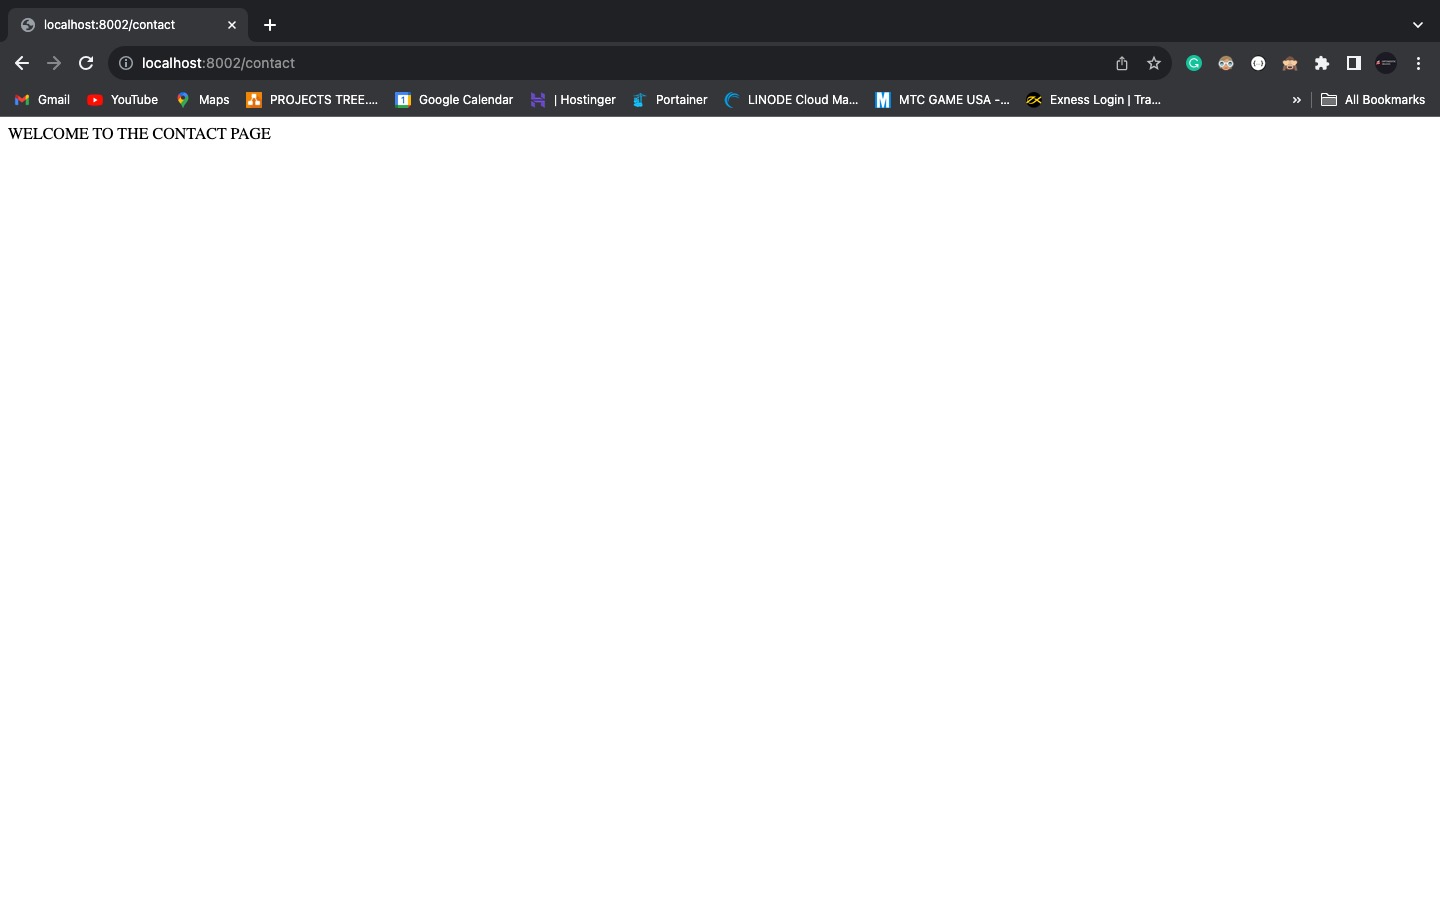 localhost:8002/contact
localhost:8002/contact
Gmail YouTube Maps PROJECTS TREE.... 1 Google Calendar | Hostinger Portainer LINODE Cloud Ma... M MTC GAME USA -... Exness Login | Tra... » All Bookmarks
WELCOME TO THE CONTACT PAGE